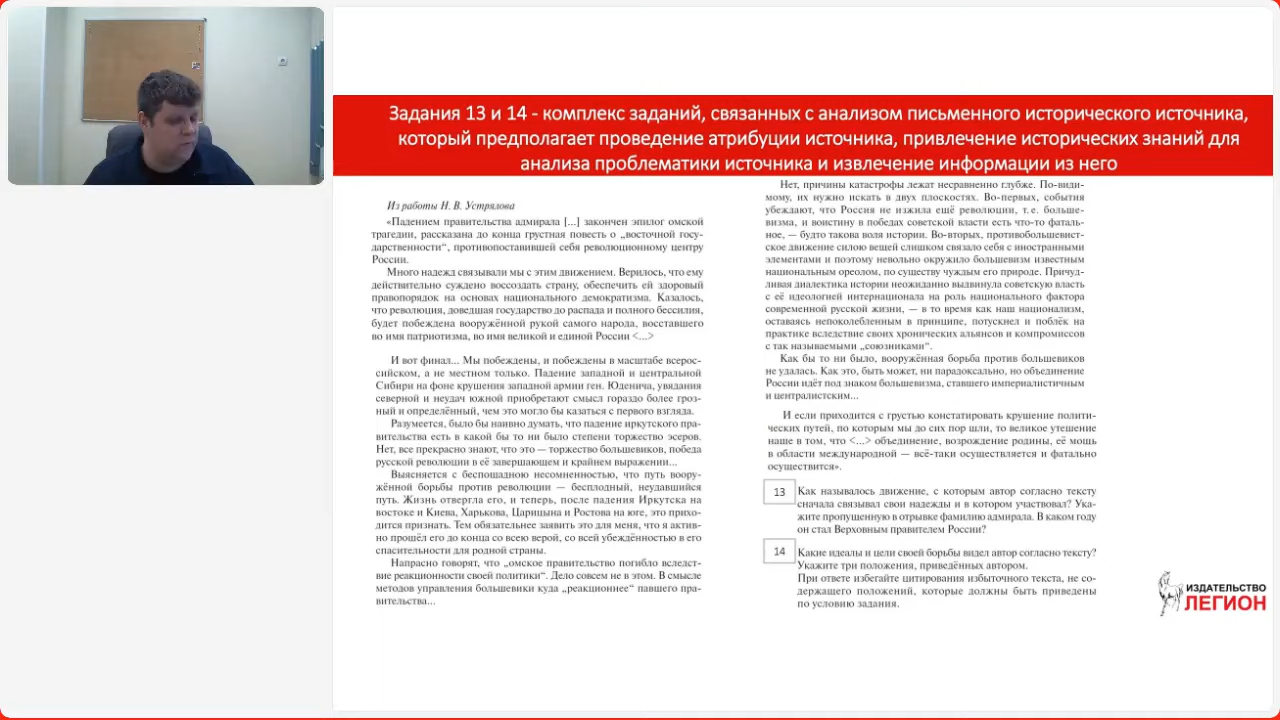 Задания 13 и 14 - комплекс заданий, связанных с анализом письменного исторического источника,
который предполагает проведение атрибуции источника, привлечение исторических знаний для
анализа проблематики источника и извлечение информации из него
Из работы Н. В. Устрялова
«Падением правительства адмирала [...] закончен эпилог омской
трагедии, рассказана до конца грустная повесть о „восточной госу-
дарственности“, противопоставившей себя революционному центру
России.
Много надежд связывали мы с этим движением. Верилось, что ему
действительно суждено воссоздать страну, обеспечить ей здоровый
правопорядок на основах национального демократизма. Казалось,
что революция, доведшая государство до распада и полного бессилия,
будет побеждена вооружённой рукой самого народа, восставшего
во имя патриотизма, во имя великой и единой России <...>
И вот финал... Мы побеждены, и побеждены в масштабе всерос-
сийском, а не местном только. Падение западной и центральной
Сибири на фоне крушения западной армии ген. Юденича, увядания
северной и неудач южной приобретают смысл гораздо более гроз-
ный и определённый, чем это могло бы казаться с первого взгляда.
Разумеется, было бы наивно думать, что падение иркутского пра-
вительства есть в какой бы то ни было степени торжество эсеров.
Нет, все прекрасно знают, что это — торжество большевиков, победа
русской революции в её завершающем и крайнем выражении...
Выясняется с беспощадною несомненностью, что путь воору-
жённой борьбы против революции — бесплодный, неудавшийся
путь. Жизнь отвергла его, и теперь, после падения Иркутска на
востоке и Киева, Харькова, Царицына и Ростова на юге, это прихо-
дится признать. Тем обязательнее заявить это для меня, что я актив-
но прошёл его до конца со всею верой, со всей убеждённостью в его
спасительности для родной страны.
Напрасно говорят, что „омское правительство погибло вследст-
вие реакционности своей политики“. Дело совсем не в этом. В смысле
методов управления большевики куда „реакционнее“ павшего пра-
вительства...
Нет, причины катастрофы лежат несравненно глубже. По-види-
мому, их нужно искать в двух плоскостях. Во-первых, события
убеждают, что Россия не изжила ещё революции, т. е. больше-
визма, и воистину в победах советской власти есть что-то фаталь-
ное, — будто такова воля истории. Во-вторых, противобольшевист-
ское движение силою вещей слишком связало себя с иностранными
элементами и поэтому невольно окружило большевизм известным
национальным ореолом, по существу чуждым его природе. Причуд-
ливая диалектика истории неожиданно выдвинула советскую власть
с её идеологией интернационала на роль национального фактора
современной русской жизни, — в то время как наш национализм,
оставаясь непоколебленным в принципе, потускнел и поблёк на
практике вследствие своих хронических альянсов и компромиссов
с так называемыми „союзниками“.
Как бы то ни было, вооружённая борьба против большевиков
не удалась. Как это, быть может, ни парадоксально, но объединение
России идёт под знаком большевизма, ставшего империалистичным
и централистским...
И если приходится с грустью констатировать крушение полити-
ческих путей, по которым мы до сих пор шли, то великое утешение
наше в том, что <...> объединение, возрождение родины, её мощь
в области международной — всё-таки осуществляется и фатально
осуществится».
13 Как называлось движение, с которым автор согласно тексту
сначала связывал свои надежды и в котором участвовал? Ука-
жите пропущенную в отрывке фамилию адмирала. В каком году
он стал Верховным правителем России?
14 Какие идеалы и цели своей борьбы видел автор согласно тексту?
Укажите три положения, приведённых автором.
При ответе избегайте цитирования избыточного текста, не со-
держащего положений, которые должны быть приведены
по условию задания.
ИЗДАТЕЛЬСТВО
ЛЕГИОН